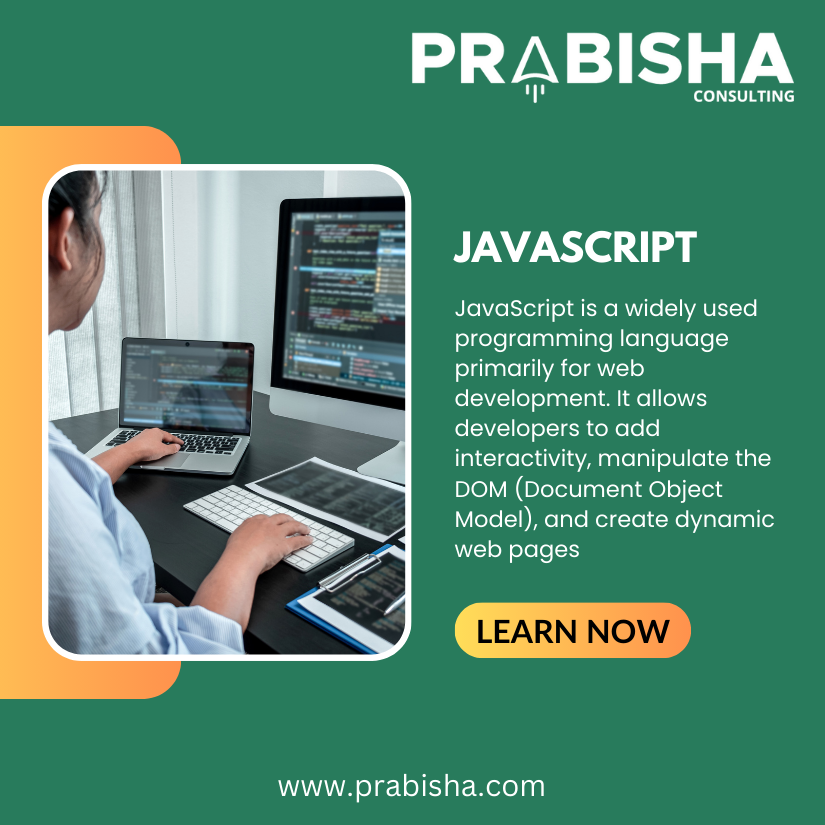 PRABISHA
CONSULTING
JAVASCRIPT
JavaScript is a widely used
programming language
primarily for web
development. It allows
developers to add
interactivity, manipulate the
DOM (Document Object
Model), and create dynamic
web pages
LEARN NOW
www.prabisha.com